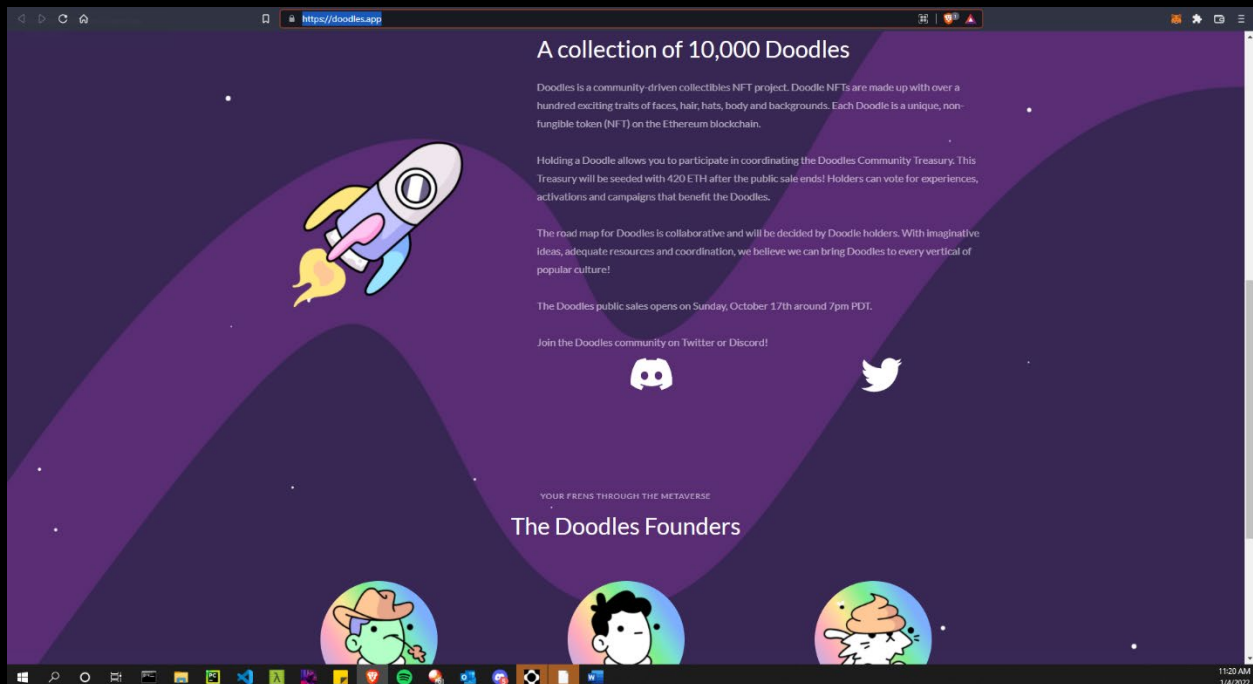 https://doodles.app
A collection of 10,000 Doodles
Doodles is a community-driven collectibles NFT project. Doodle NFTs are made up with over a
hundred exciting traits of faces, hair, hats, body and backgrounds. Each Doodle is a unique, non-
fungible token (NFT) on the Ethereum blockchain.
Holding a Doodle allows you to participate in coordinating the Doodles Community Treasury. This
Treasury will be seeded with 420 ETH after the public sale ends! Holders can vote for experiences,
activations and campaigns that benefit the Doodles.
The road map for Doodles is collaborative and will be decided by Doodle holders. With imaginative
ideas, adequate resources and coordination, we believe we can bring Doodles to every vertical of
popular culture!
The Doodles public sales opens on Sunday, October 17th around 7pm PDT.
Join the Doodles community on Twitter or Discord!
YOUR FRENS THROUGH THE METAVERSE
The Doodles Founders
11:20 AM
1/4/2022